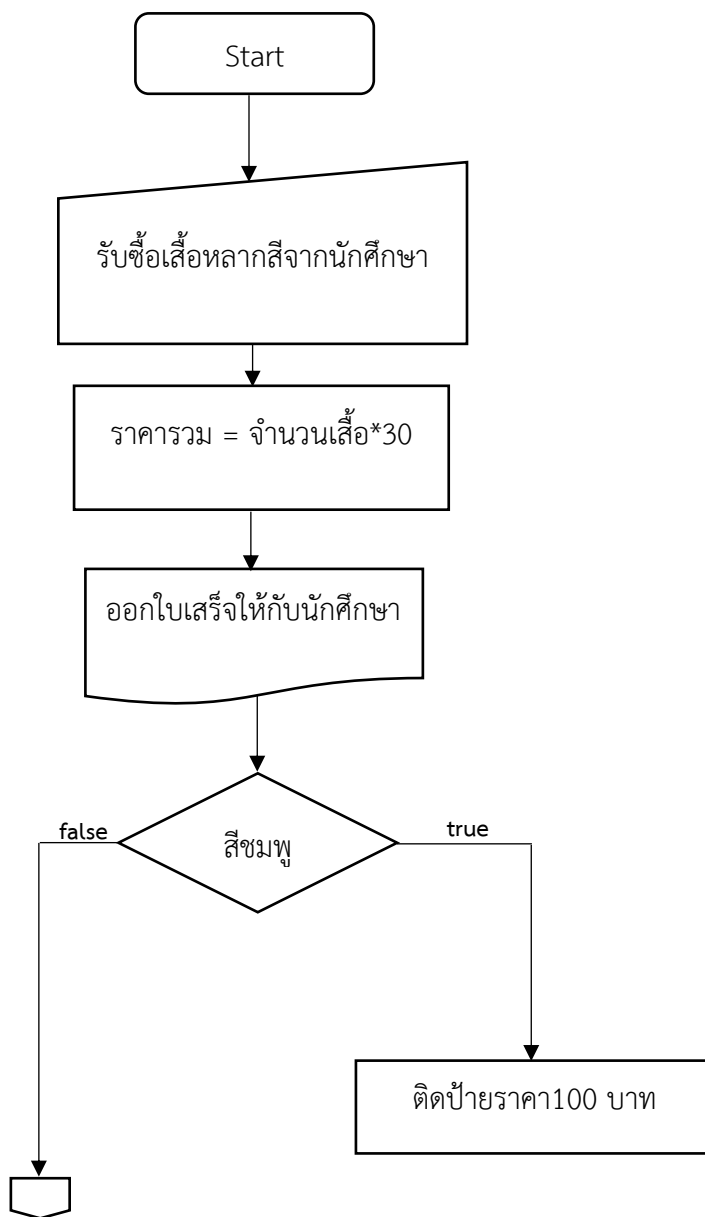 Start
รับซื้อเสื้อหลากสีจากนักศึกษา
ราคารวม = จำนวนเสื้อ*30
ออกใบเสร็จให้กับนักศึกษา
false
true
สีชมพู
ติดป้ายราคา100 บาท